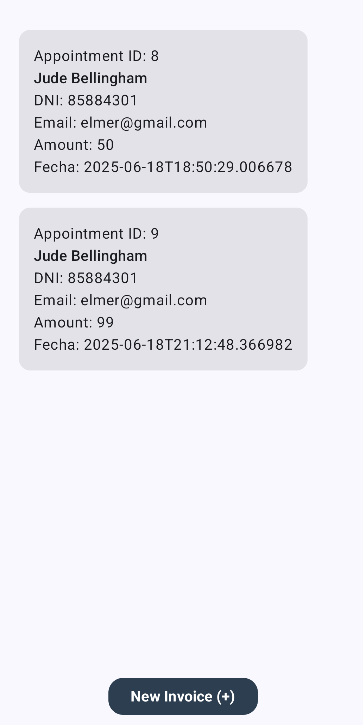 Appointment ID: 8
Jude Bellingham
DNI: 85884301
Email: elmer@gmail.com
Amount: 50
Fecha: 2025-06-18T18:50:29.006678
Appointment ID: 9
Jude Bellingham
DNI: 85884301
Email: elmer@gmail.com
Amount: 99
Fecha: 2025-06-18T21:12:48.366982
New Invoice (+)